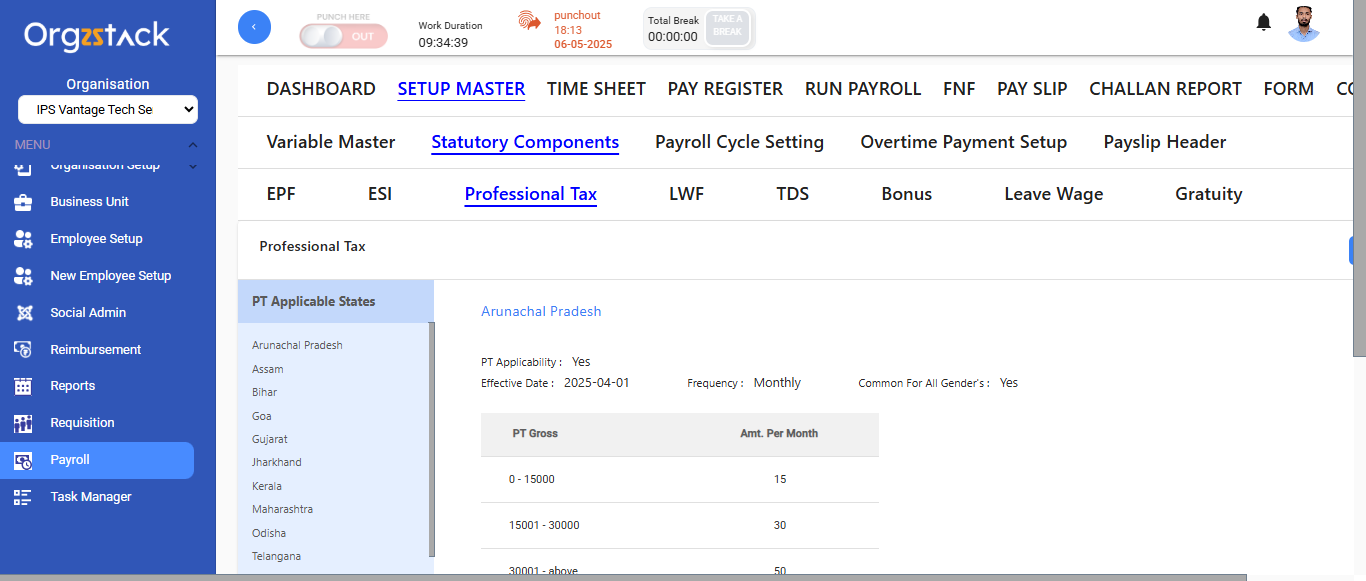 Orgzstack
Organisation
IPS Vantage Tech Se
MENU
Organisation Setup
Business Unit
Employee Setup
New Employee Setup
Social Admin
Reimbursement
Reports
Requisition
Payroll
Task Manager
PUNCH HERE
OUT
Work Duration
09:34:39
punchout
18:13
06-05-2025
Total Break
00:00:00
TAKE A
BREAK
DASHBOARD SETUP MASTER TIME SHEET PAY REGISTER RUN PAYROLL FNF PAY SLIP CHALLAN REPORT FORM CO
Variable Master Statutory Components Payroll Cycle Setting Overtime Payment Setup Payslip Header
EPF ESI Professional Tax LWF TDS Bonus Leave Wage Gratuity
Professional Tax
PT Applicable States
Arunachal Pradesh
Assam
Bihar
Goa
Gujarat
Jharkhand
Kerala
Maharashtra
Odisha
Telangana
Arunachal Pradesh
PT Applicability : Yes
Effective Date : 2025-04-01 Frequency : Monthly Common For All Gender's : Yes
PT Gross Amt. Per Month
0 - 15000 15
15001 - 30000 30
30001 - above 50